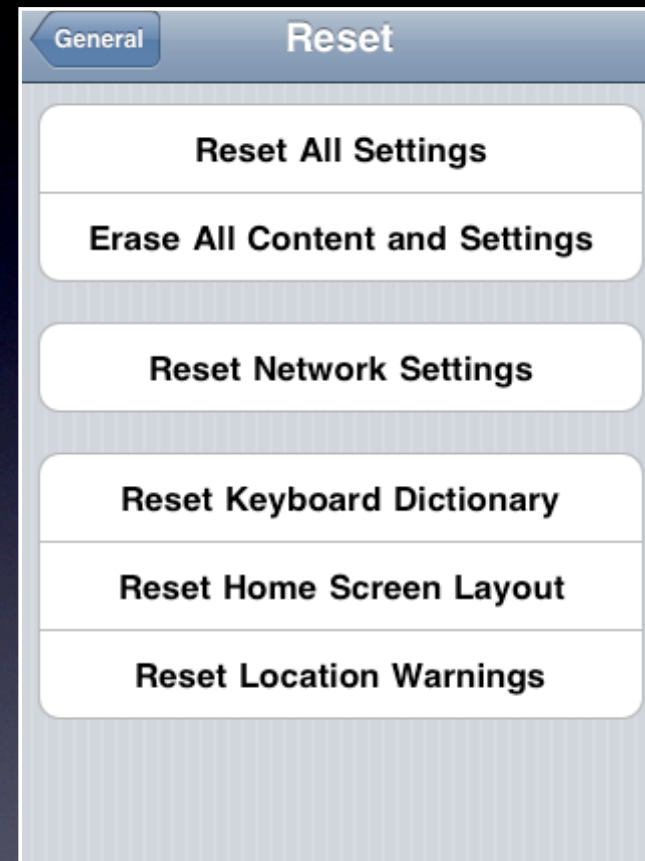 General
Reset
Reset All Settings
Erase All Content and Settings
Reset Network Settings
Reset Keyboard Dictionary
Reset Home Screen Layout
Reset Location Warnings